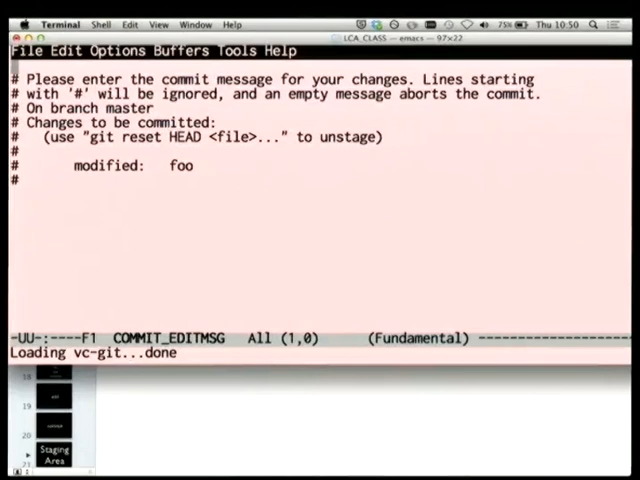 Terminal Shell Edit View Window Help 75% Thu 10:50
LCA_CLASS — emacs — 97×22
File Edit Options Buffers Tools Help
# Please enter the commit message for your changes. Lines starting
# with '#' will be ignored, and an empty message aborts the commit.
# On branch master
# Changes to be committed:
#   (use "git reset HEAD <file>..." to unstage)
#
#       modified:   foo
#
-UU-:----F1  COMMIT_EDITMSG   All (1,0)      (Fundamental) ------------------
Loading vc-git...done
18
19
20
Staging
Area
21